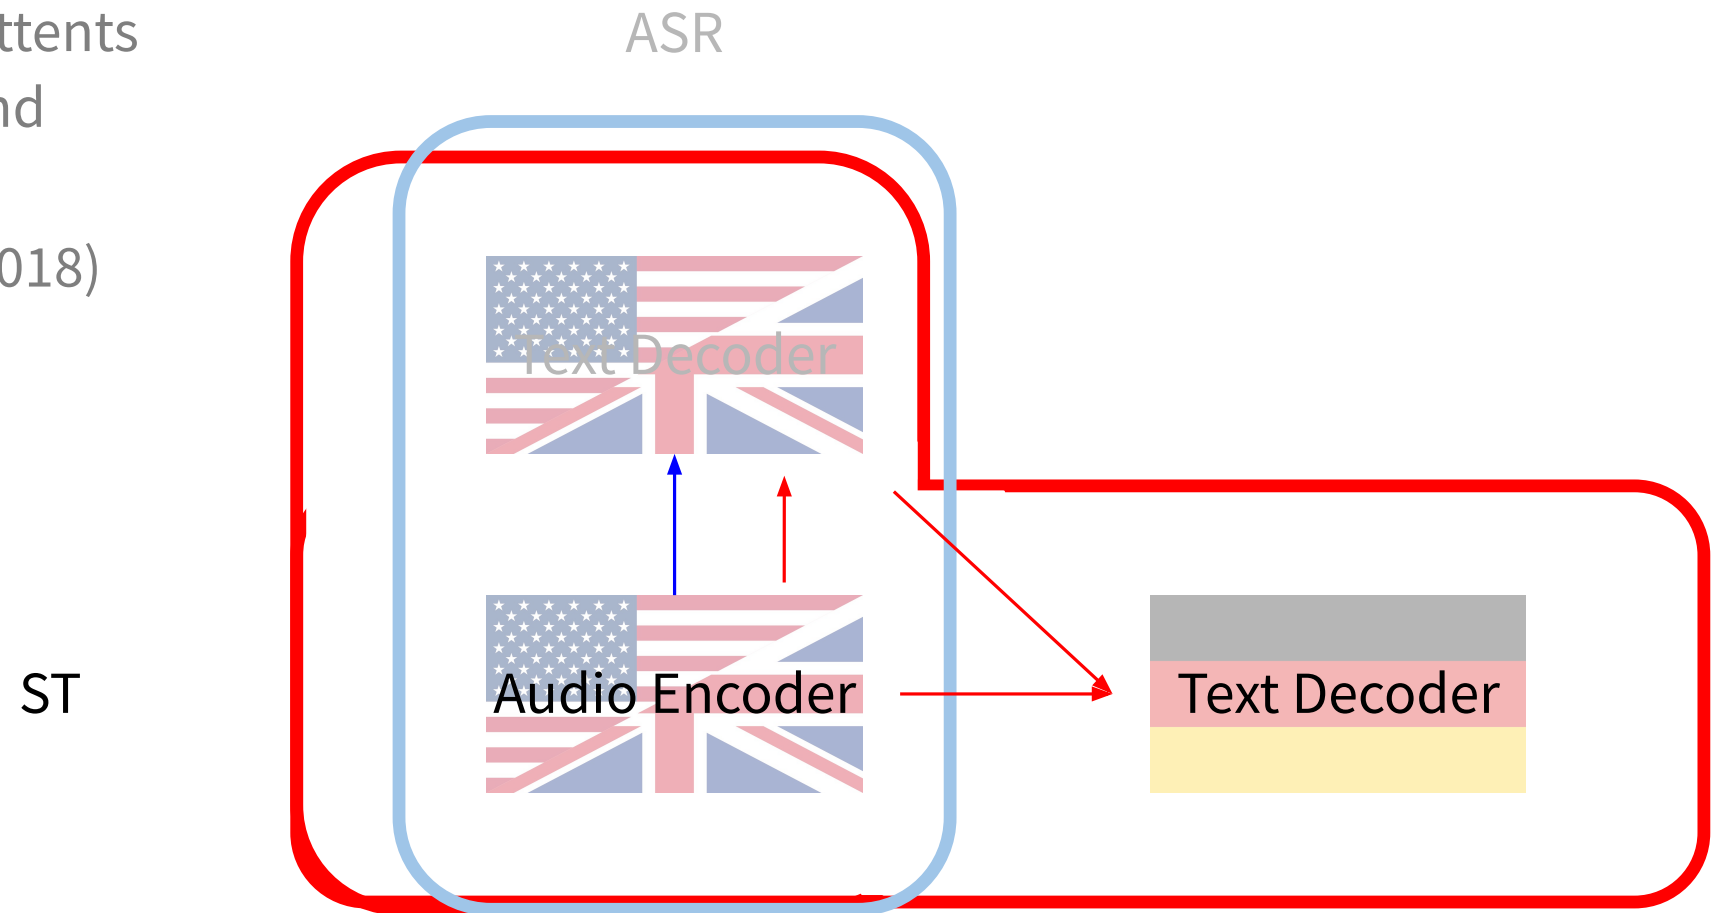 ttents
ASR
nd
018)
Text Decoder
ST
Audio Encoder
Text Decoder